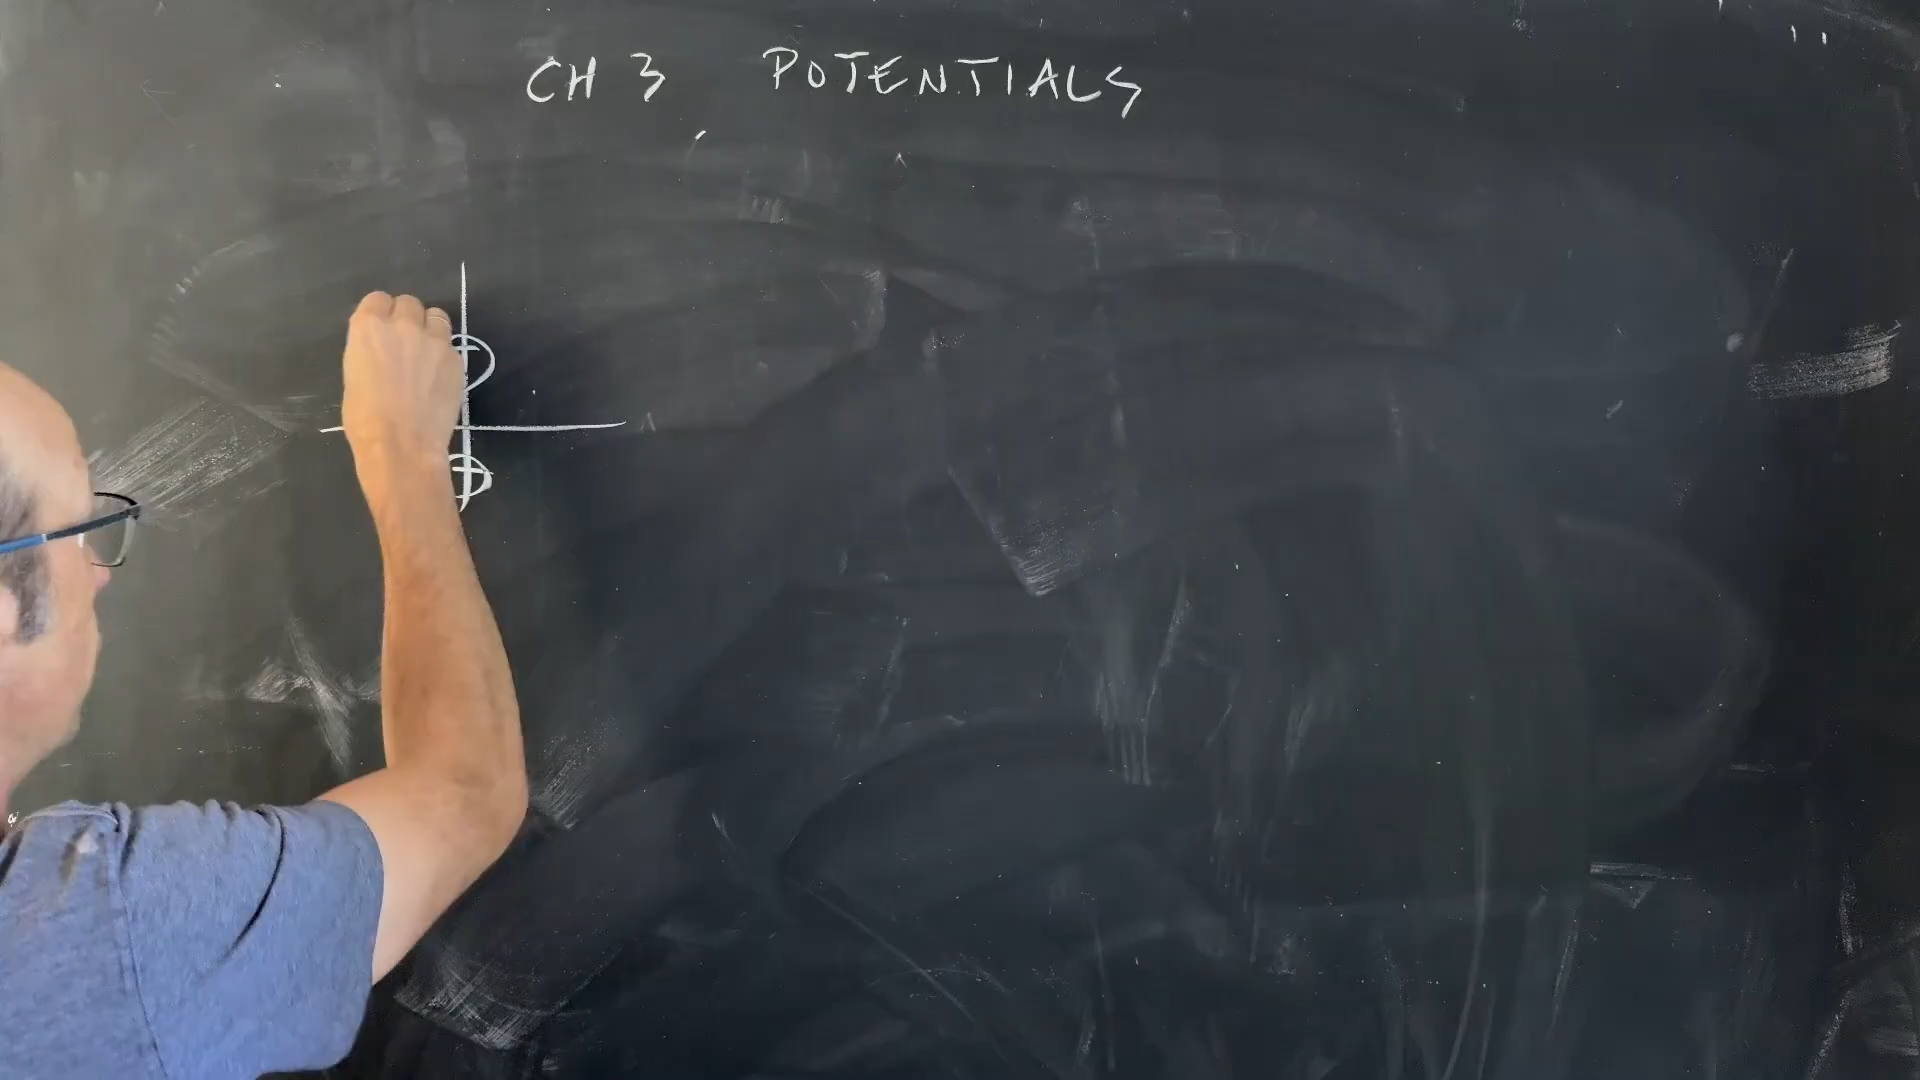 CH 3 POTENTIALS
+
+